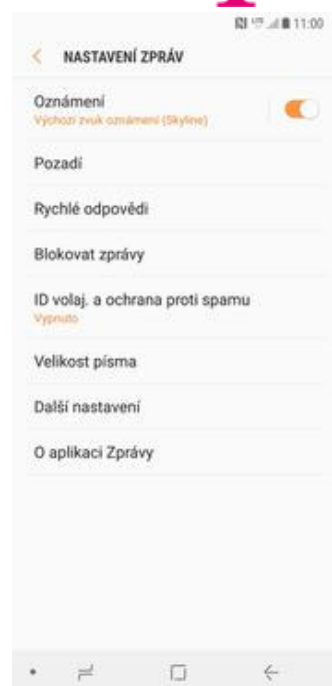 11:00
NASTAVENÍ ZPRÁV
Oznámení
Výchozí zvuk oznámení (Skyline)
Pozadí
Rychlé odpovědi
Blokovat zprávy
ID volaj. a ochrana proti spamu
Vypnuto
Velikost písma
Další nastavení
O aplikaci Zprávy